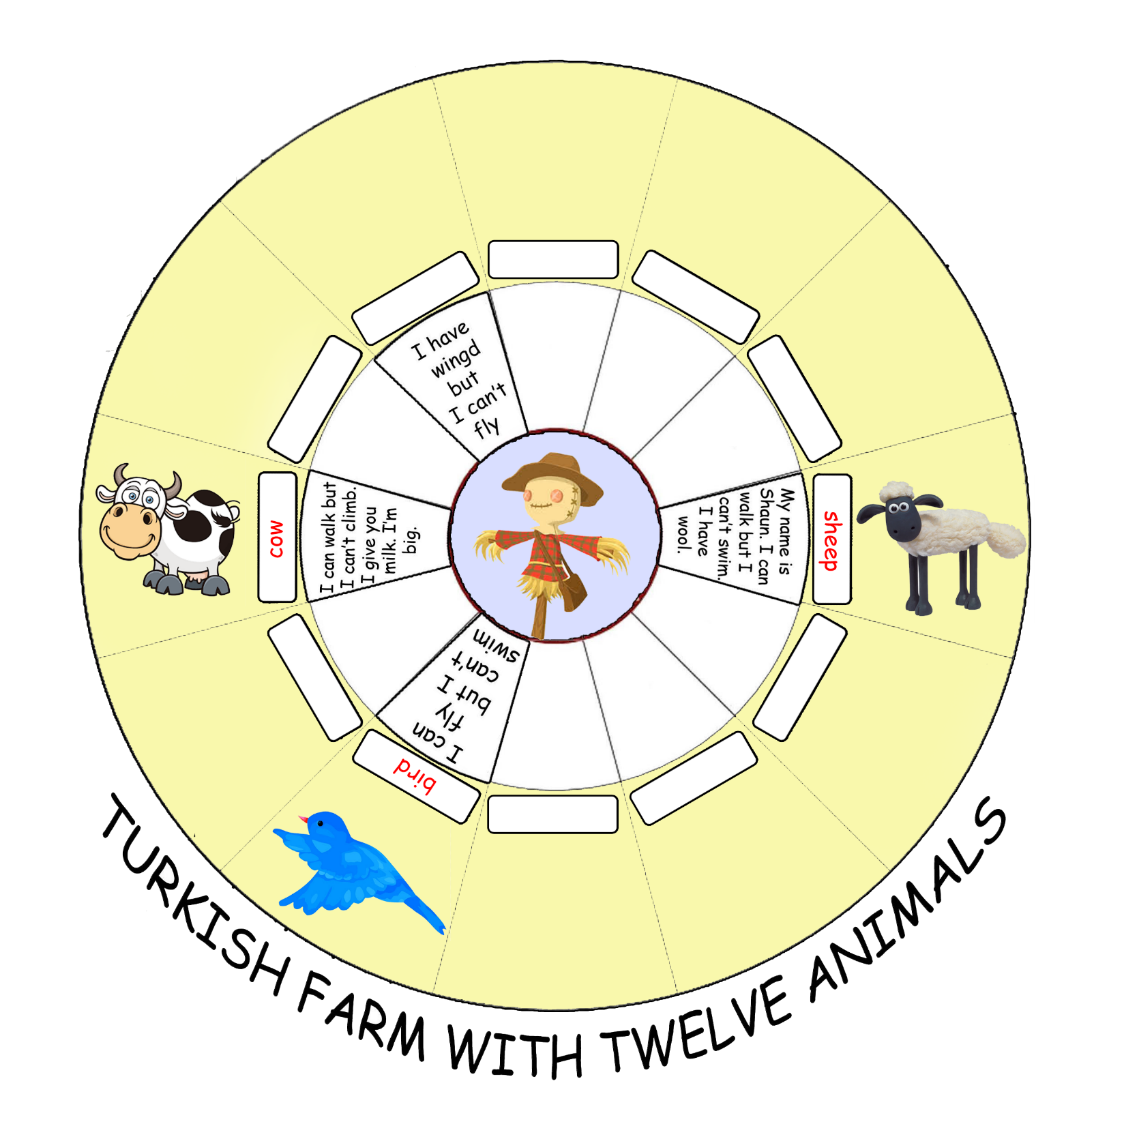 I have
wingd
but
I can't
fly
My name is
Shaun. I can
walk but I
can't swim.
I have
wool.
sheep
cow
I can walk but
I can't climb.
I give you
milk. I'm
big.
I can
fly
but I
can't
swim
bird
TURKISH FARM WITH TWELVE ANIMALS